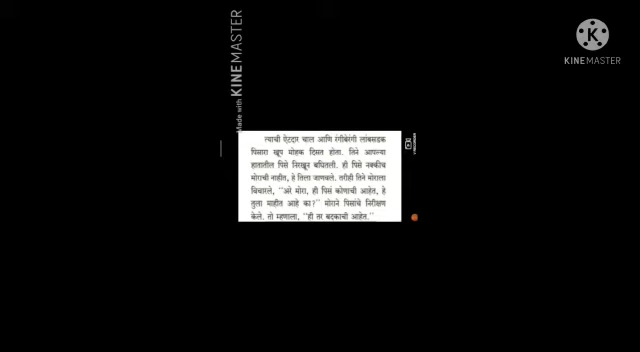 KINEMASTER
Made with KINEMASTER
त्याची ऐटदार चाल आणि रंगीबेरंगी लांबसडक
पिसारा खूप मोहक दिसत होता. तिने आपल्या
हातातील पिसे निरखून बघितली. ही पिसे नक्कीच
मोराची नाहीत, हे तिला जाणवले. तरीही तिने मोराला
विचारले, ‘‘अरे मोरा, ही पिसं कोणाची आहेत, हे
तुला माहीत आहे का?’’ मोराने पिसांचे निरीक्षण
केले. तो म्हणाला, ‘‘ही तर बदकाची आहेत.’’